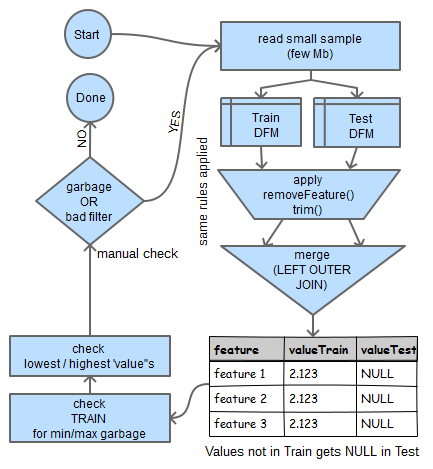 Start
read small sample
(few Mb)
Done
Train
DFM
Test
DFM
NO
YES
same rules applied
garbage
OR
bad filter
apply
removeFeature()
trim()
manual check
merge
(LEFT OUTER
JOIN)
check
lowest / highest 'value"s
feature valueTrain valueTest
feature 1 2.123 NULL
feature 2 2.123 NULL
feature 3 2.123 NULL
check
TRAIN
for min/max garbage
Values not in Train gets NULL in Test